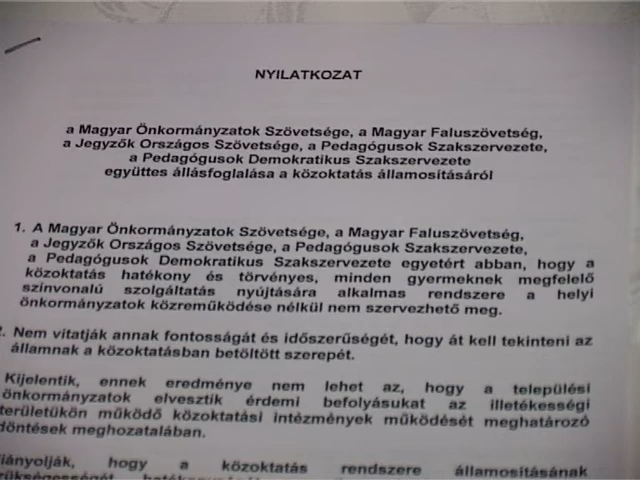 NYILATKOZAT
a Magyar Önkormányzatok Szövetsége, a Magyar Faluszövetség,
a Jegyzők Országos Szövetsége, a Pedagógusok Szakszervezete,
a Pedagógusok Demokratikus Szakszervezete
együttes állásfoglalása a közoktatás államosításáról
1. A Magyar Önkormányzatok Szövetsége, a Magyar Faluszövetség,
a Jegyzők Országos Szövetsége, a Pedagógusok Szakszervezete,
a Pedagógusok Demokratikus Szakszervezete egyetért abban, hogy a
közoktatás hatékony és törvényes, minden gyermeknek megfelelő
színvonalú szolgáltatás nyújtására alkalmas rendszere a helyi
önkormányzatok közreműködése nélkül nem szervezhető meg.
. Nem vitatják annak fontosságát és időszerűségét, hogy át kell tekinteni az
államnak a közoktatásban betöltött szerepét.
Kijelentik, ennek eredménye nem lehet az, hogy a települési
önkormányzatok elvesztik érdemi befolyásukat az illetékességi
területükön működő közoktatási intézmények működését meghatározó
döntések meghozatalában.
iányolják, hogy a közoktatás rendszere államosításának